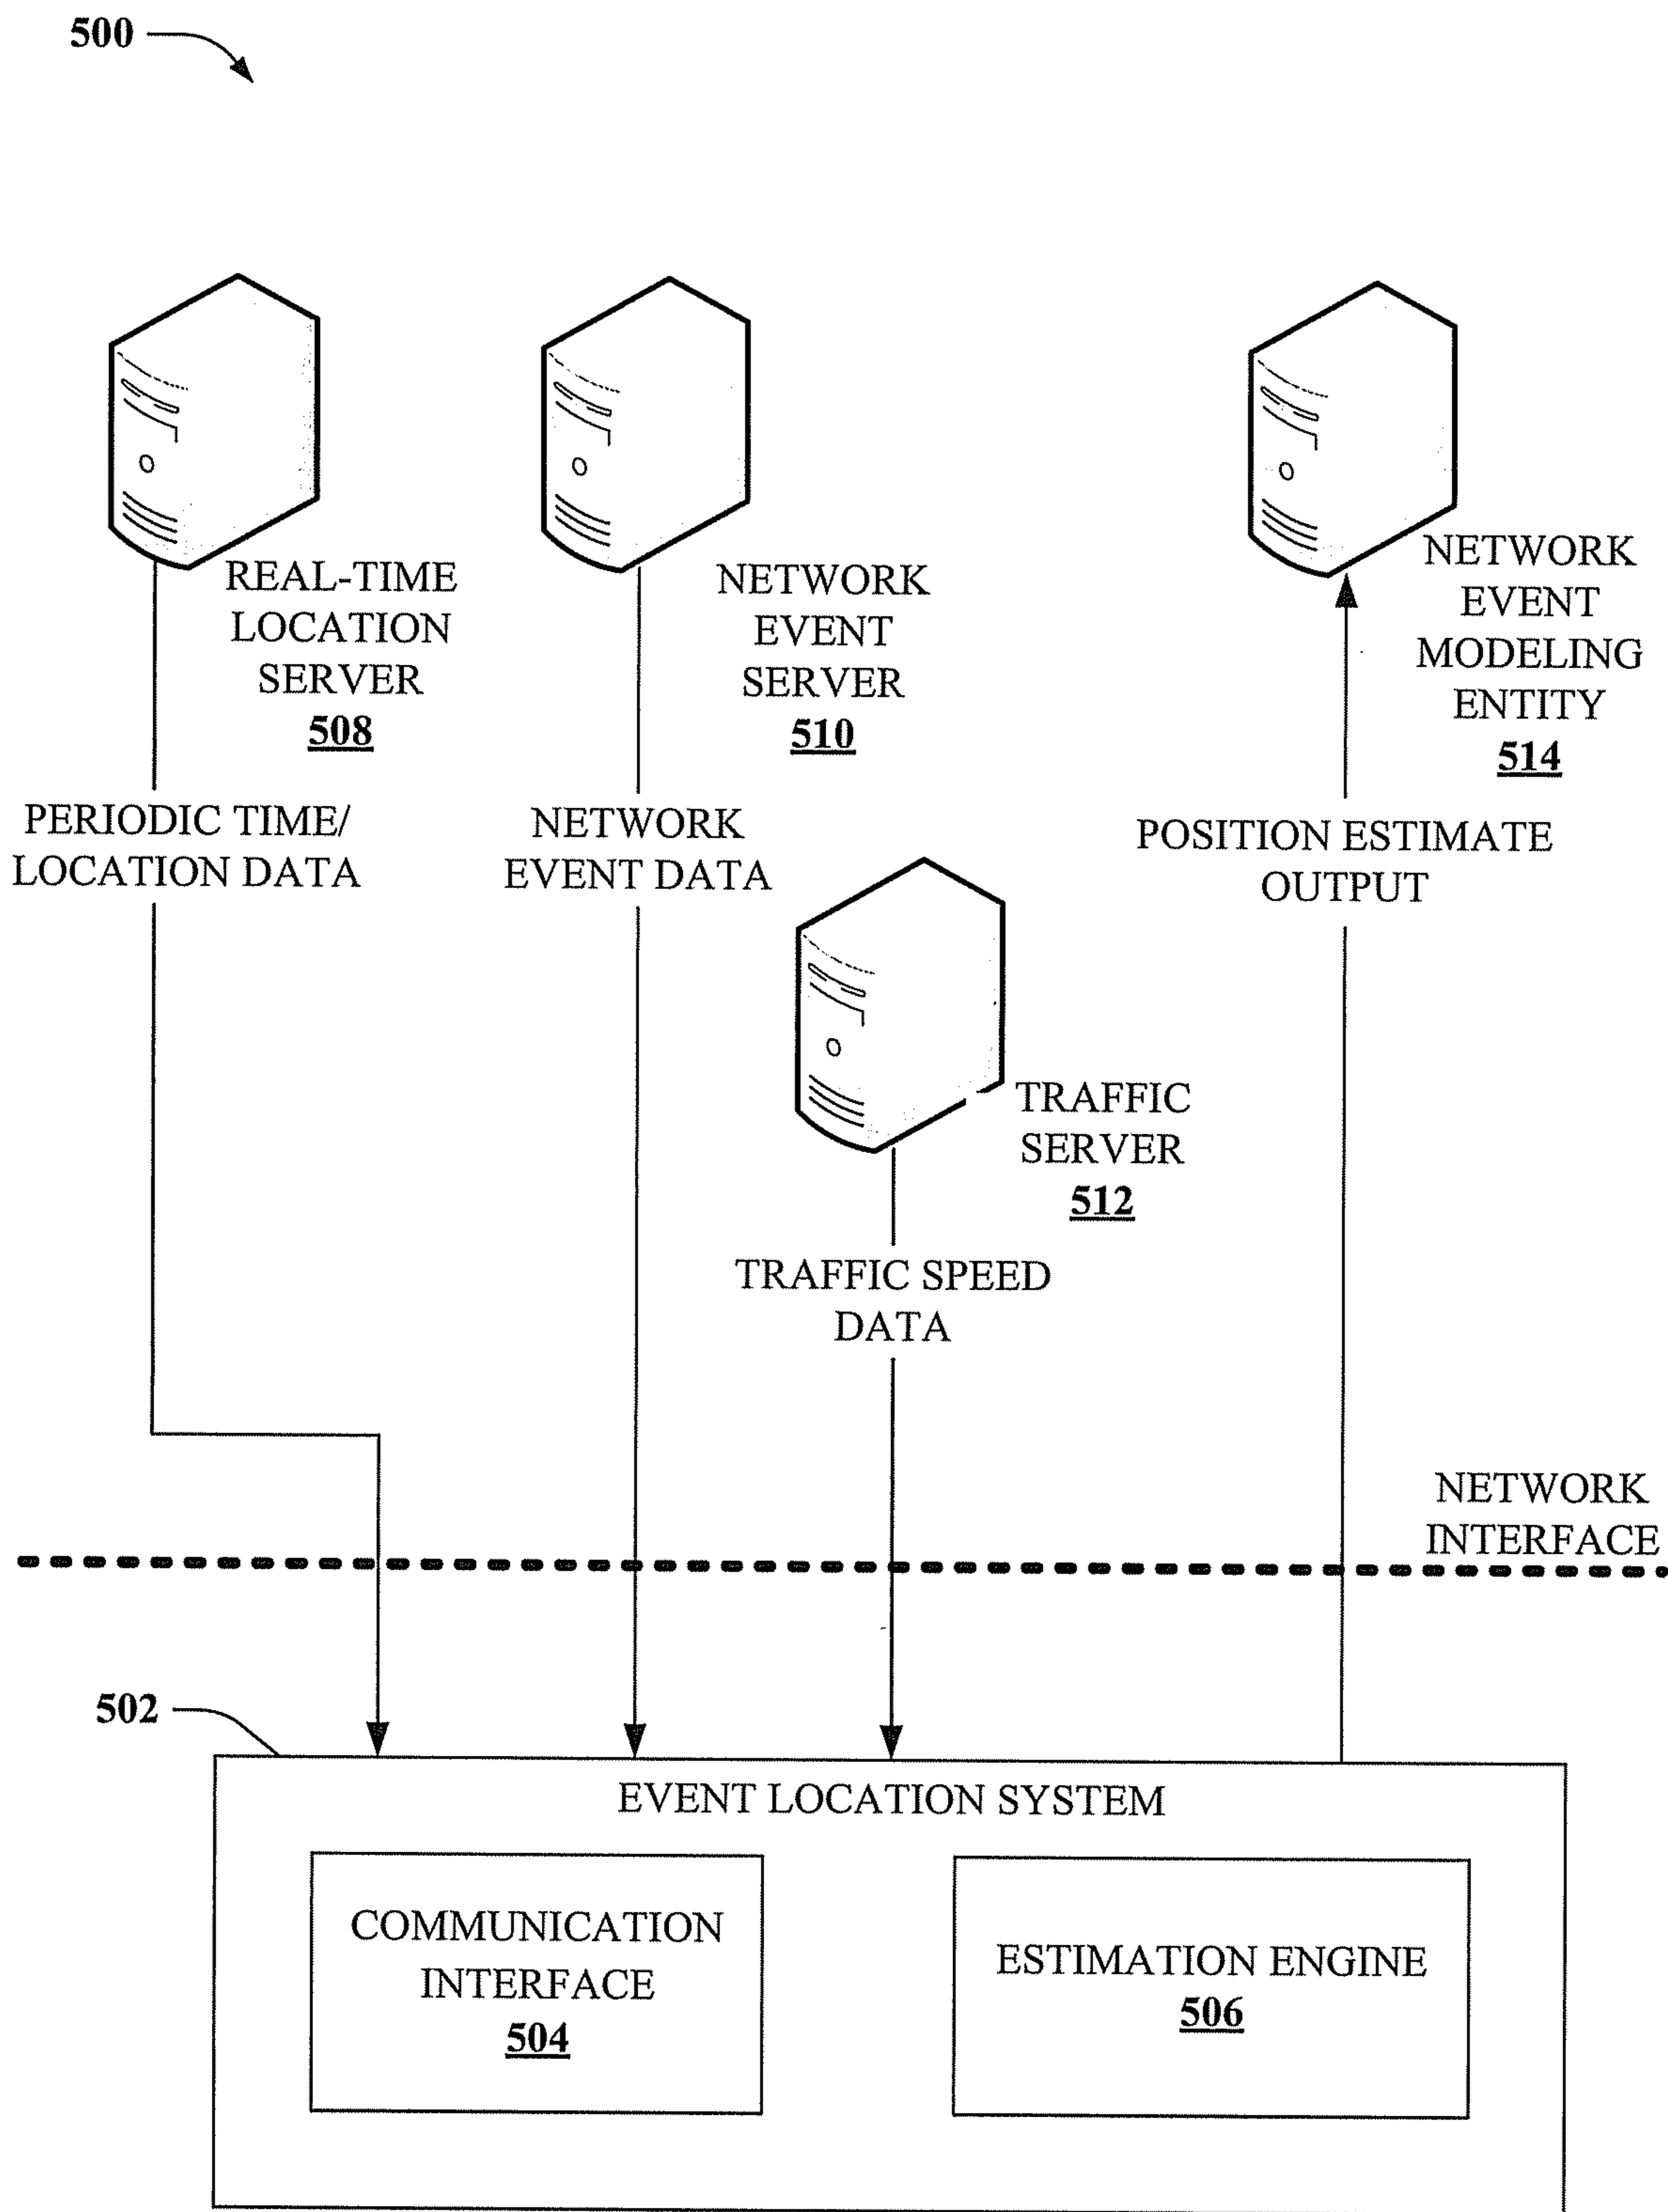 500
REAL-TIME
LOCATION
SERVER
508
NETWORK
EVENT
SERVER
510
NETWORK
EVENT
MODELING
ENTITY
514
PERIODIC TIME/
LOCATION DATA
NETWORK
EVENT DATA
POSITION ESTIMATE
OUTPUT
TRAFFIC
SERVER
512
TRAFFIC SPEED
DATA
NETWORK
INTERFACE
502
EVENT LOCATION SYSTEM
COMMUNICATION
INTERFACE
504
ESTIMATION ENGINE
506